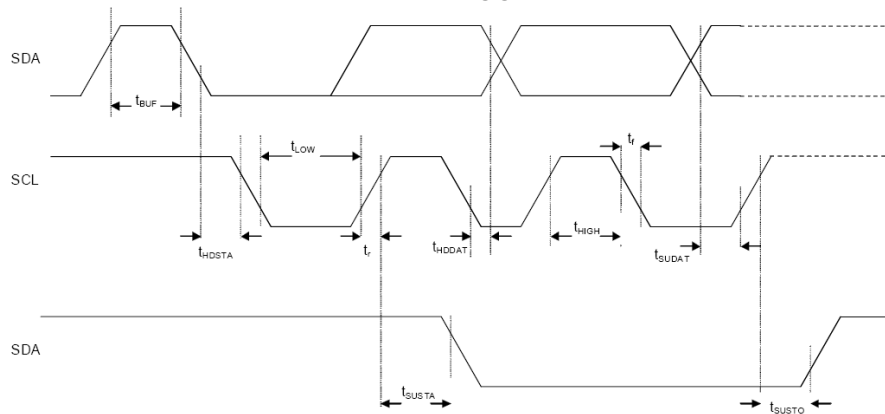 SDA
tBUF
tLOW
tf
SCL
tHDSTA
tr
tHDDAT
tHIGH
tSUDAT
SDA
tSUSTA
tSUSTO